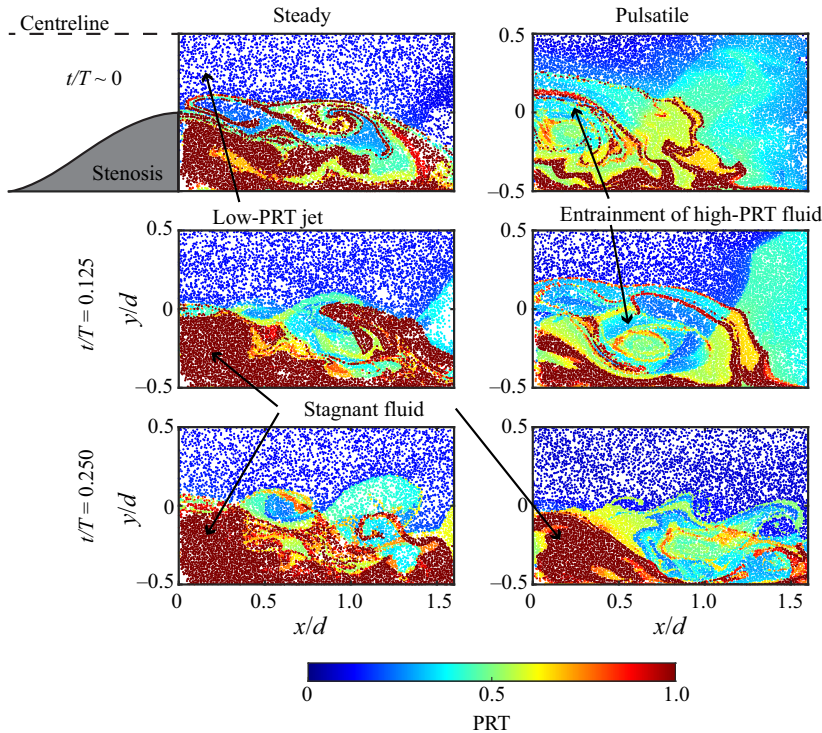 Centreline
Steady
Pulsatile
t/T ~ 0
Stenosis
0.5
0
–0.5
Low-PRT jet
Entrainment of high-PRT fluid
t/T = 0.125
y/d
0.5
0
–0.5
0.5
0
–0.5
Stagnant fluid
t/T = 0.250
y/d
0.5
0
–0.5
0.5
0
–0.5
0
0.5
1.0
1.5
0
0.5
1.0
1.5
x/d
x/d
0
0.5
1.0
PRT